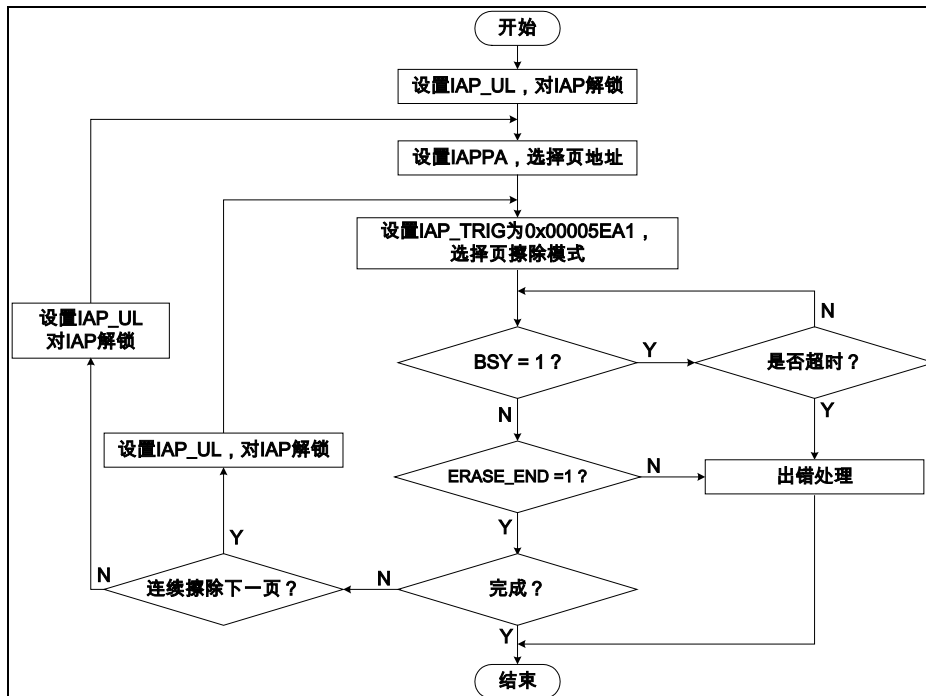 开始
设置IAP_UL，对IAP解锁
设置IAPPA，选择页地址
设置IAP_TRIG为0x00005EA1，
选择页擦除模式
设置IAP_UL
对IAP解锁
N
BSY = 1？
Y
是否超时？
N
Y
设置IAP_UL，对IAP解锁
ERASE_END =1？
N
出错处理
Y
Y
N
连续擦除下一页？
N
完成？
Y
结束